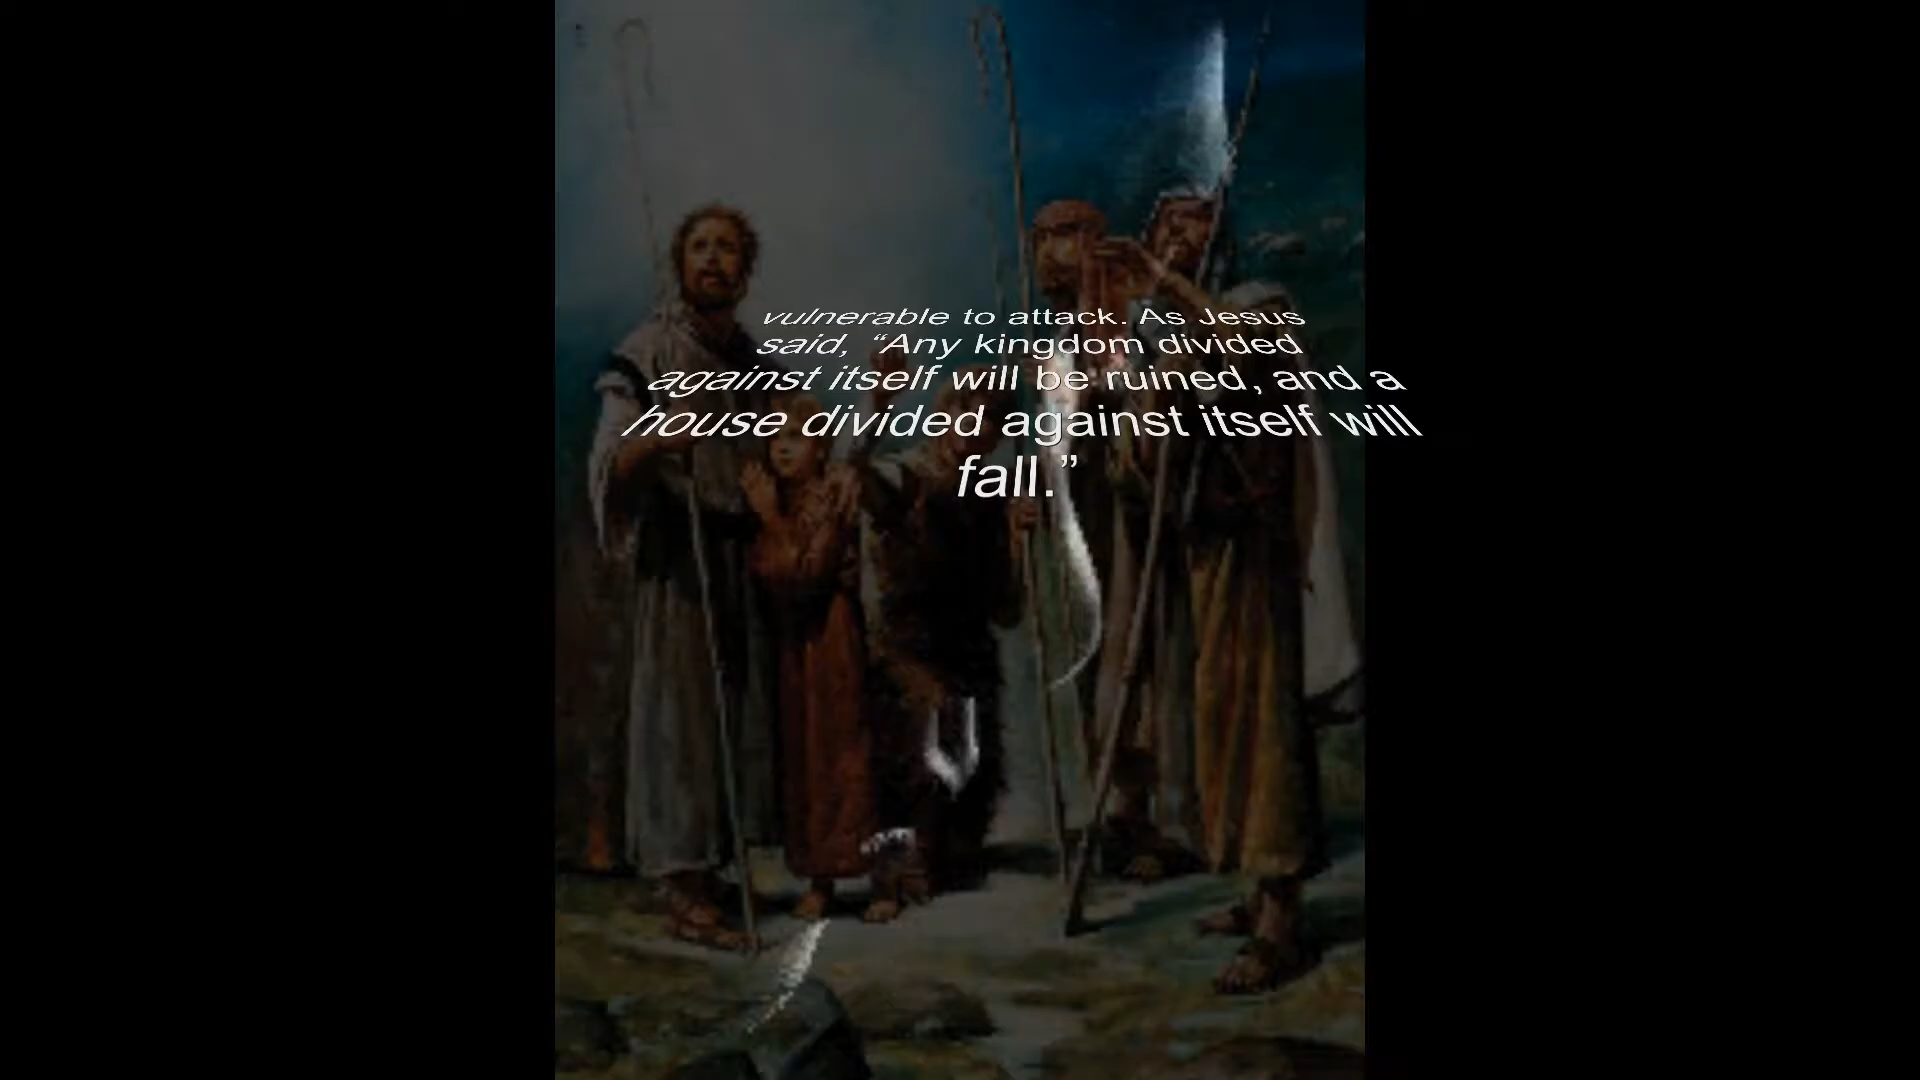 vulnerable to attack. As Jesus
said, “Any kingdom divided
against itself will be ruined, and a
house divided against itself will
fall.”